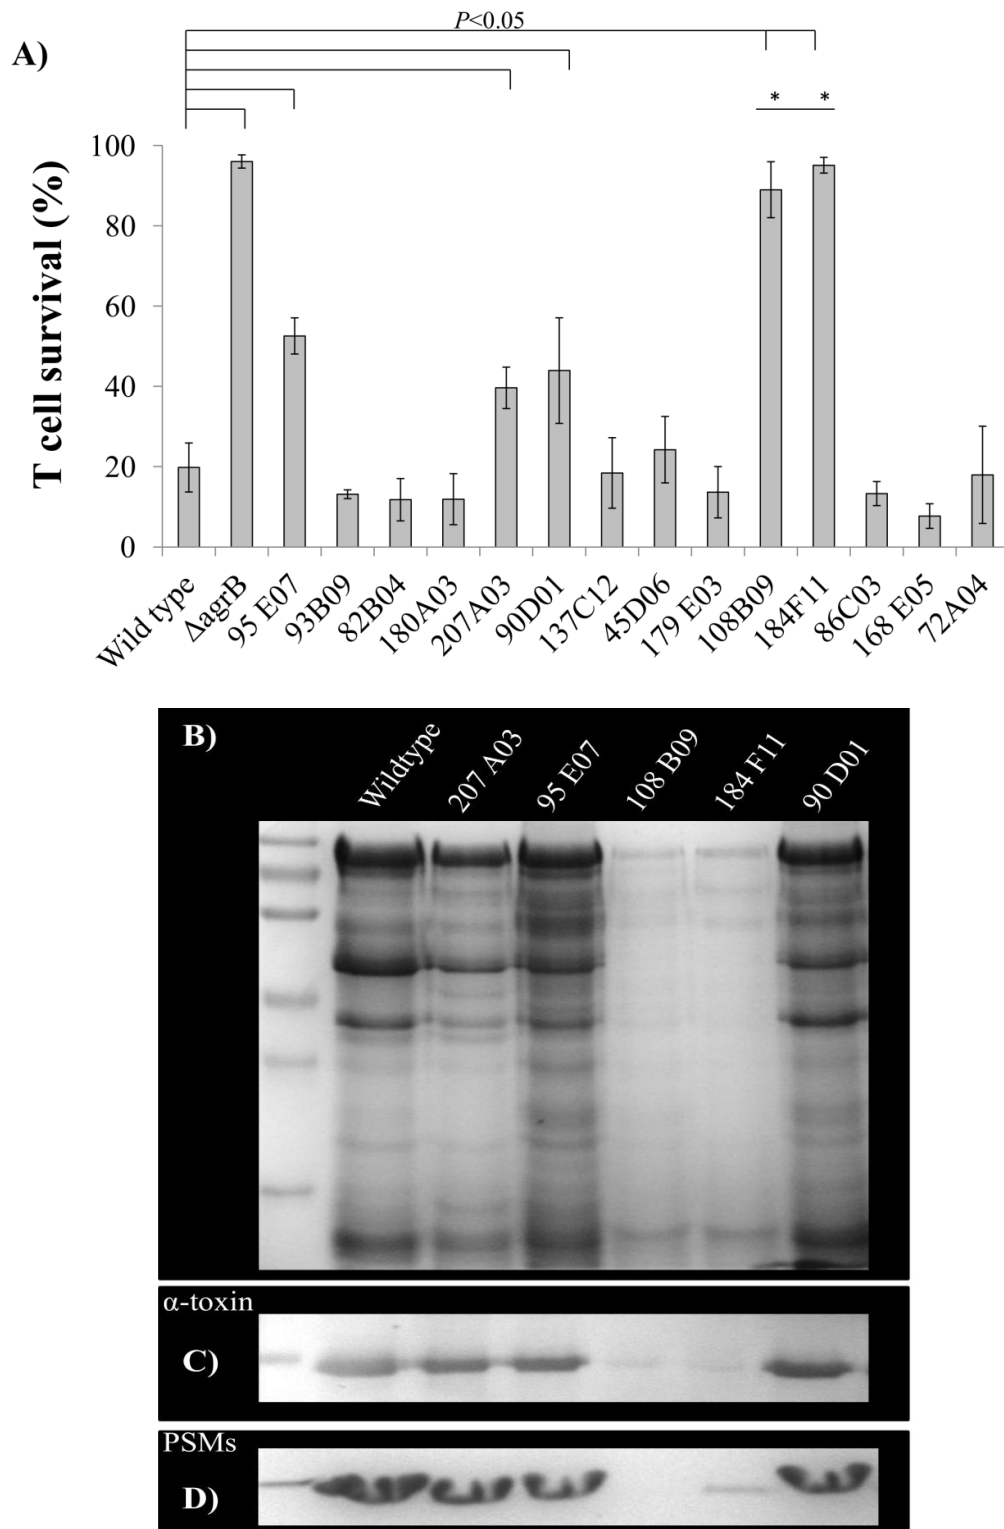 P<0.05
A)
* *
T cell survival (%)
100
80
60
40
20
0
Wild type
ΔagrB
95 E07
93B09
82B04
180A03
207A03
90D01
137C12
45D06
179 E03
108B09
184F11
86C03
168 E05
72A04
B)
Wildtype
207 A03
95 E07
108 B09
184 F11
90 D01
α-toxin
C)
PSMs
D)